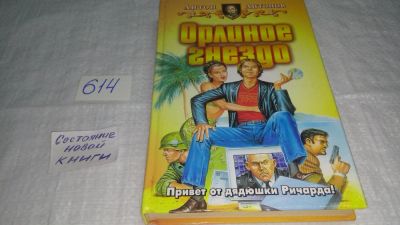 АНТОН АНТОНОВ
Орлиное
гнездо
614
Состояние
новой
книги
Привет от дядюшки Ричарда!